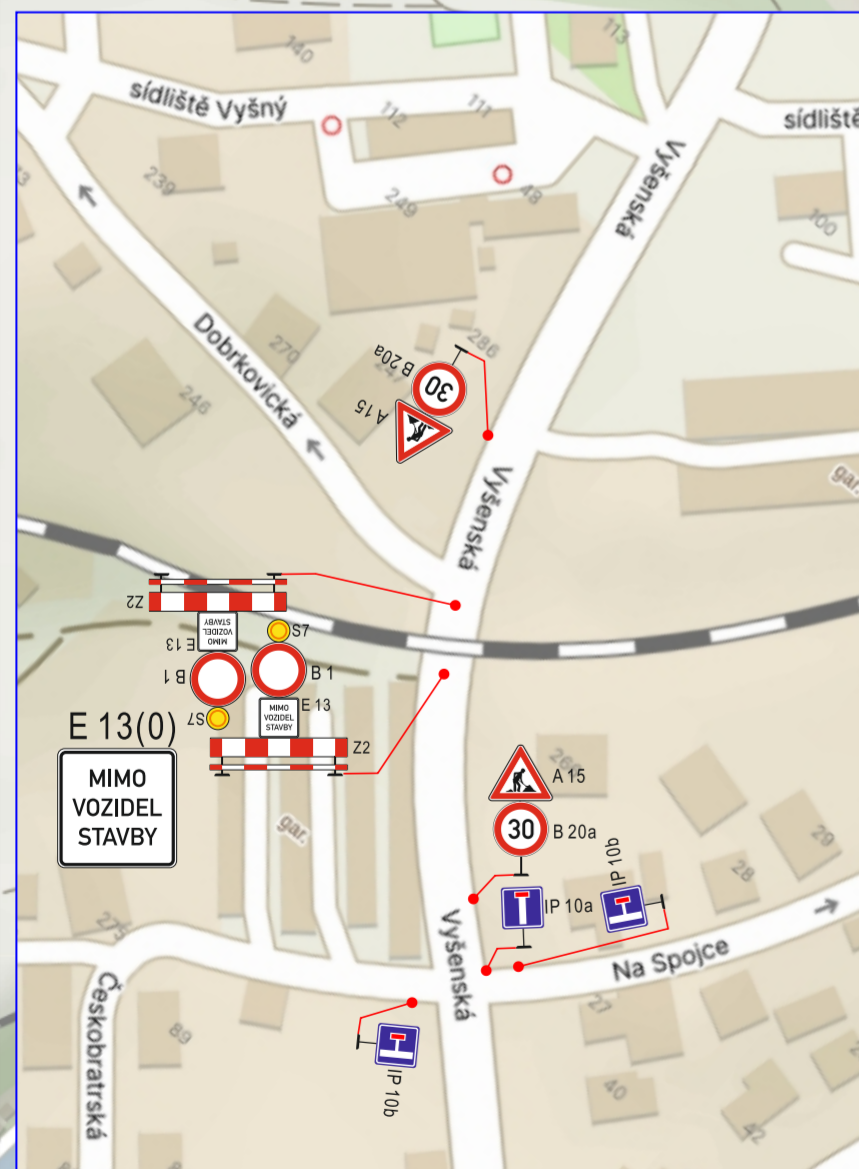 140
113
sídliště Vyšný
112
111
sídliště
239
249
48
Vyšenská
100
Dobrkovická
270
286
B 20a
30
246
A 15
Vyšenská
gar.
Z2
MIMO
VOZIDEL
STAVBY
E 13
S7
B 1
B 1
S7
E 13
MIMO
VOZIDEL
STAVBY
Z2
E 13(0)
MIMO
VOZIDEL
STAVBY
gar.
A 15
30
B 20a
IP 10b
IP 10a
29
28
275
Vyšenská
Na Spojce
Českobratrská
89
27
IP 10b
40
42